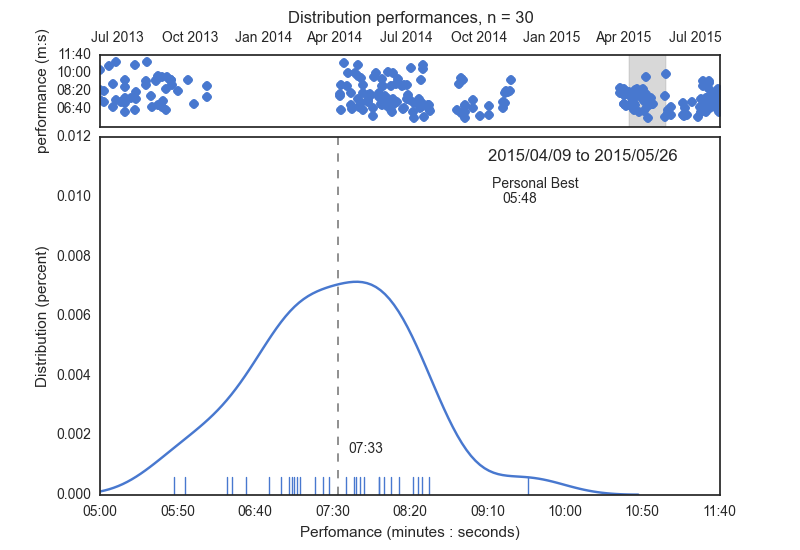 Distribution performances, n = 30
Jul 2013 Oct 2013 Jan 2014 Apr 2014 Jul 2014 Oct 2014 Jan 2015 Apr 2015 Jul 2015
performance (m:s)
11:40
10:00
08:20
06:40
Distribution (percent)
0.012
0.010
0.008
0.006
0.004
0.002
0.000
2015/04/09 to 2015/05/26
Personal Best
05:48
07:33
05:00 05:50 06:40 07:30 08:20 09:10 10:00 10:50 11:40
Perfomance (minutes : seconds)